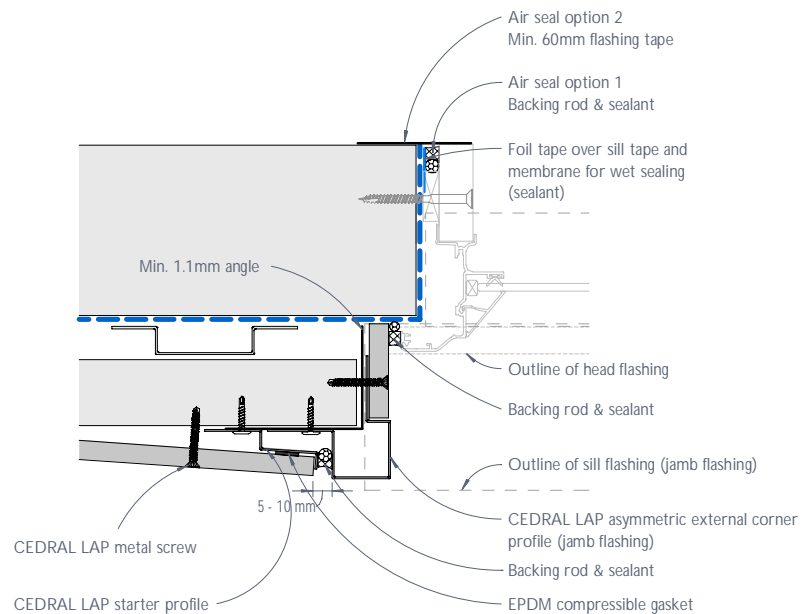 Air seal option 2
Min. 60mm flashing tape
Air seal option 1
Backing rod & sealant
Foil tape over sill tape and
membrane for wet sealing
(sealant)
Min. 1.1mm angle
Outline of head flashing
Backing rod & sealant
Outline of sill flashing (jamb flashing)
5 - 10 mm
CEDRAL LAP asymmetric external corner
profile (jamb flashing)
CEDRAL LAP metal screw
Backing rod & sealant
CEDRAL LAP starter profile
EPDM compressible gasket